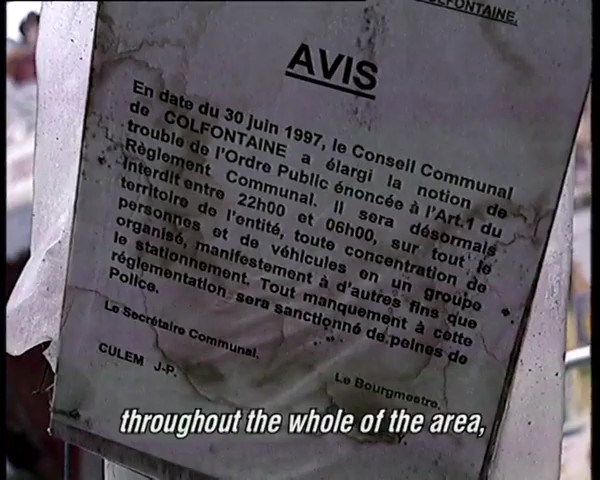 COLFONTAINE.
AVIS
En date du 30 juin 1997, le Conseil Communal
de COLFONTAINE a élargi la notion de
trouble de l'Ordre Public énoncée à l'Art.1 du
Règlement Communal. Il sera désormais
interdit entre 22h00 et 06h00, sur tout le
territoire de l'entité, toute concentration de
personnes et de véhicules en un groupe
organisé, manifestement à d'autres fins que
le stationnement. Tout manquement à cette
réglementation sera sanctionné de peines de
Police.
Le Secrétaire Communal.
Le Bourgmestre.
CULEM J-P.
Y.
throughout the whole of the area,